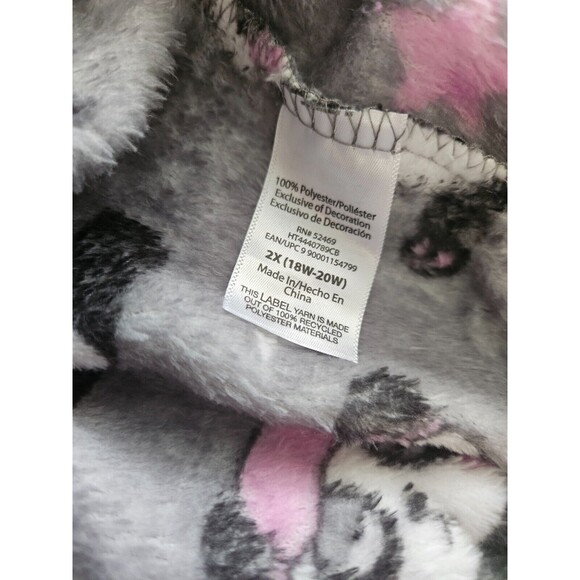 100% Polyester/Poliéster
Exclusive of Decoration
Exclusivo de Decoración
RN# 52469
HT4440789CB
EAN/UPC 9 90001154799
2X (18W-20W)
Made In/Hecho En
China
THIS LABEL YARN IS MADE
OUT OF 100% RECYCLED
POLYESTER MATERIALS